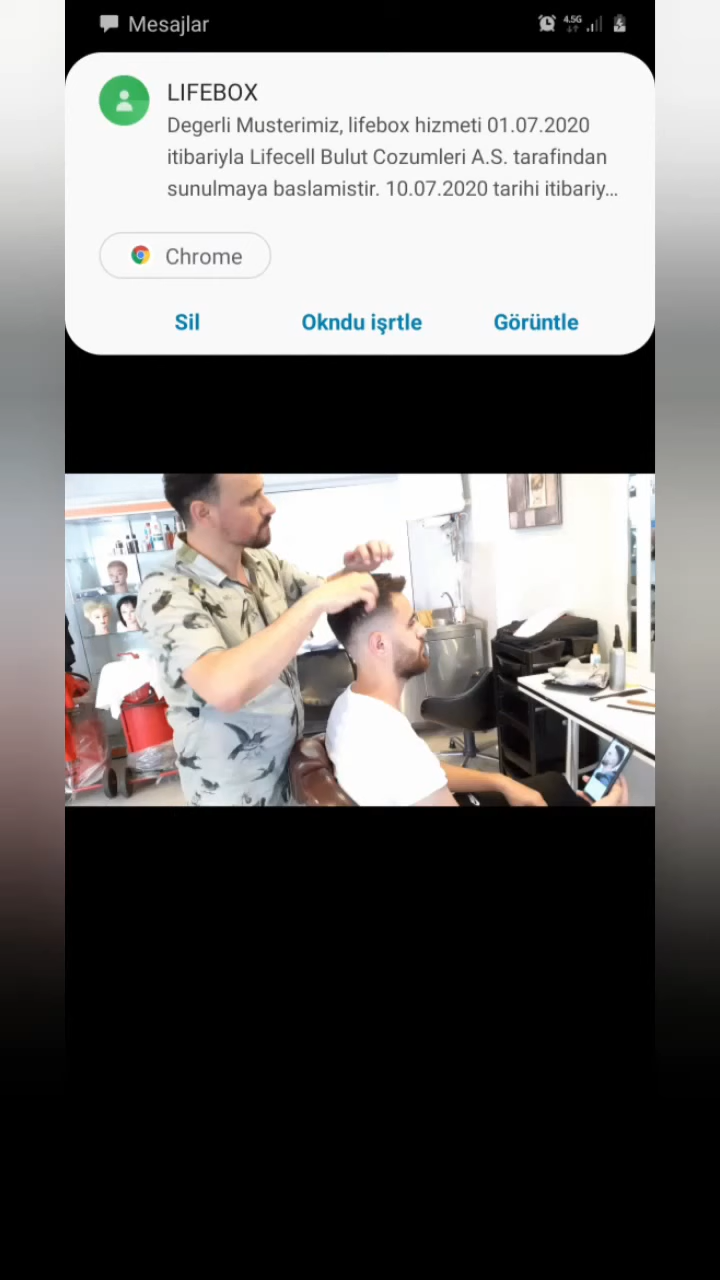 Mesajlar
4.5G
LIFEBOX
Degerli Musterimiz, lifebox hizmeti 01.07.2020
itibariyla Lifecell Bulut Cozumleri A.S. tarafindan
sunulmaya baslamistir. 10.07.2020 tarihi itibariy…
Chrome
Sil
Okndu işrtle
Görüntle